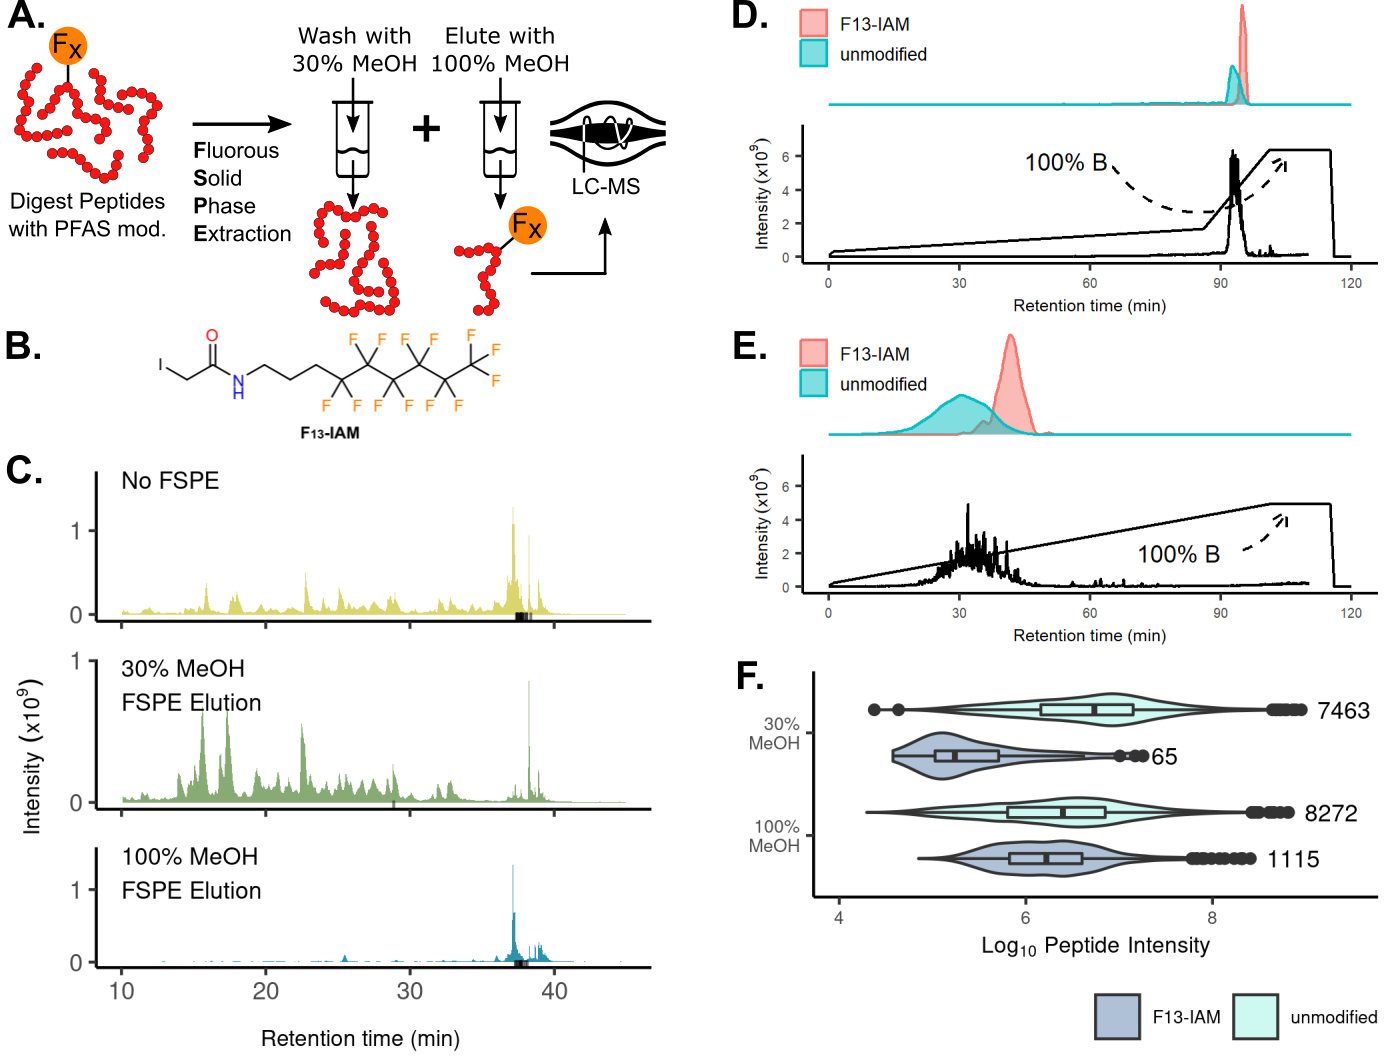 A.
Fx
Digest Peptides
with PFAS mod.
Fluorous
Solid
Phase
Extraction
Wash with
30% MeOH
+
Elute with
100% MeOH
Fx
LC-MS
B.
I
O
N
H
F F F F F
F
F
F F F F F F
F13-IAM
C.
No FSPE
1
0
10 20 30 40
30% MeOH
FSPE Elution
1
0
100% MeOH
FSPE Elution
1
0
10 20 30 40
Intensity (x10⁹)
Retention time (min)
D.
F13-IAM
unmodified
Intensity (x10⁹)
6
4
2
0
100% B
0 30 60 90 120
Retention time (min)
E.
F13-IAM
unmodified
Intensity (x10⁹)
6
4
2
0
100% B
0 30 60 90 120
Retention time (min)
F.
30%
MeOH
7463
65
100%
MeOH
8272
1115
4 6 8
Log₁₀ Peptide Intensity
F13-IAM
unmodified